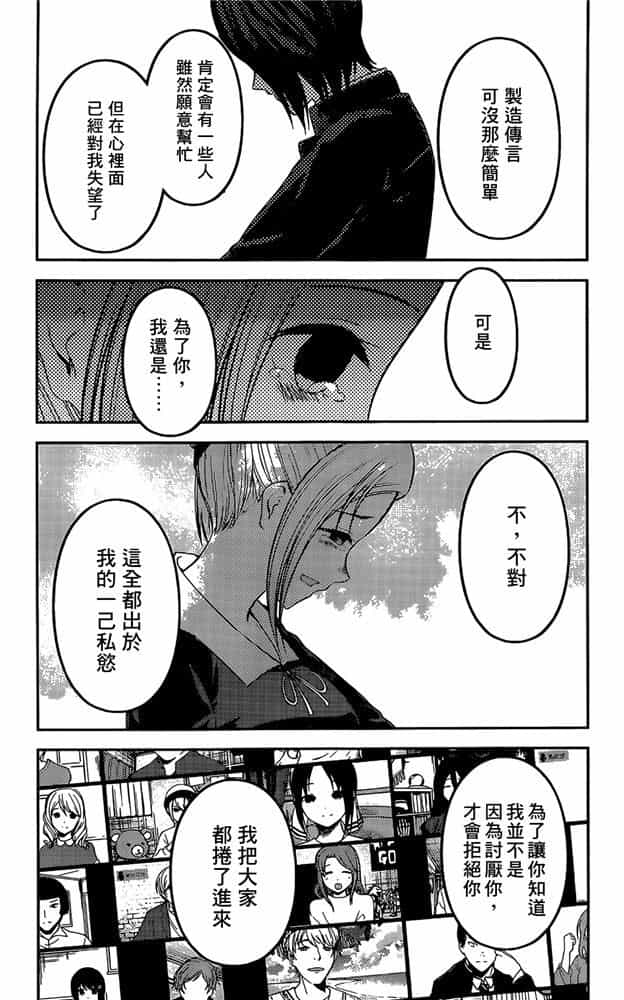 製造傳言
可沒那麼簡單
肯定會有一些人
雖然願意幫忙
但在心裡面
已經對我失望了
可是
為了你，
我還是……
不，不對
這全都出於
我的一己私慾
為了讓你知道
我並不是
因為討厭你，
才會拒絕你
我把大家
都捲了進來
GO